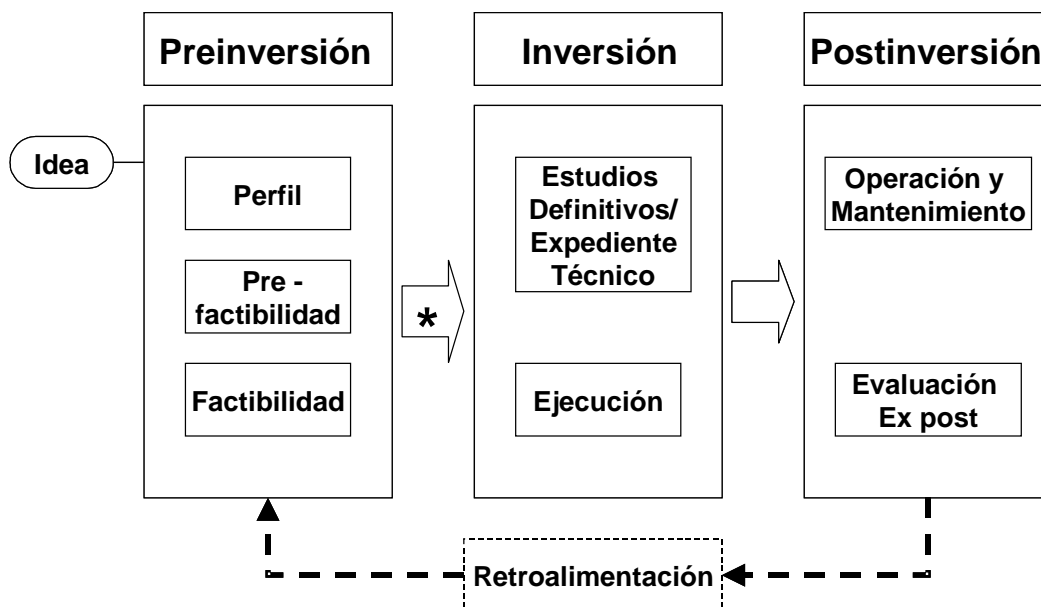 Preinversión
Inversión
Postinversión
Idea
Perfil
Pre -
factibilidad
Factibilidad
*
Estudios
Definitivos/
Expediente
Técnico
Ejecución
Operación y
Mantenimiento
Evaluación
Ex post
Retroalimentación